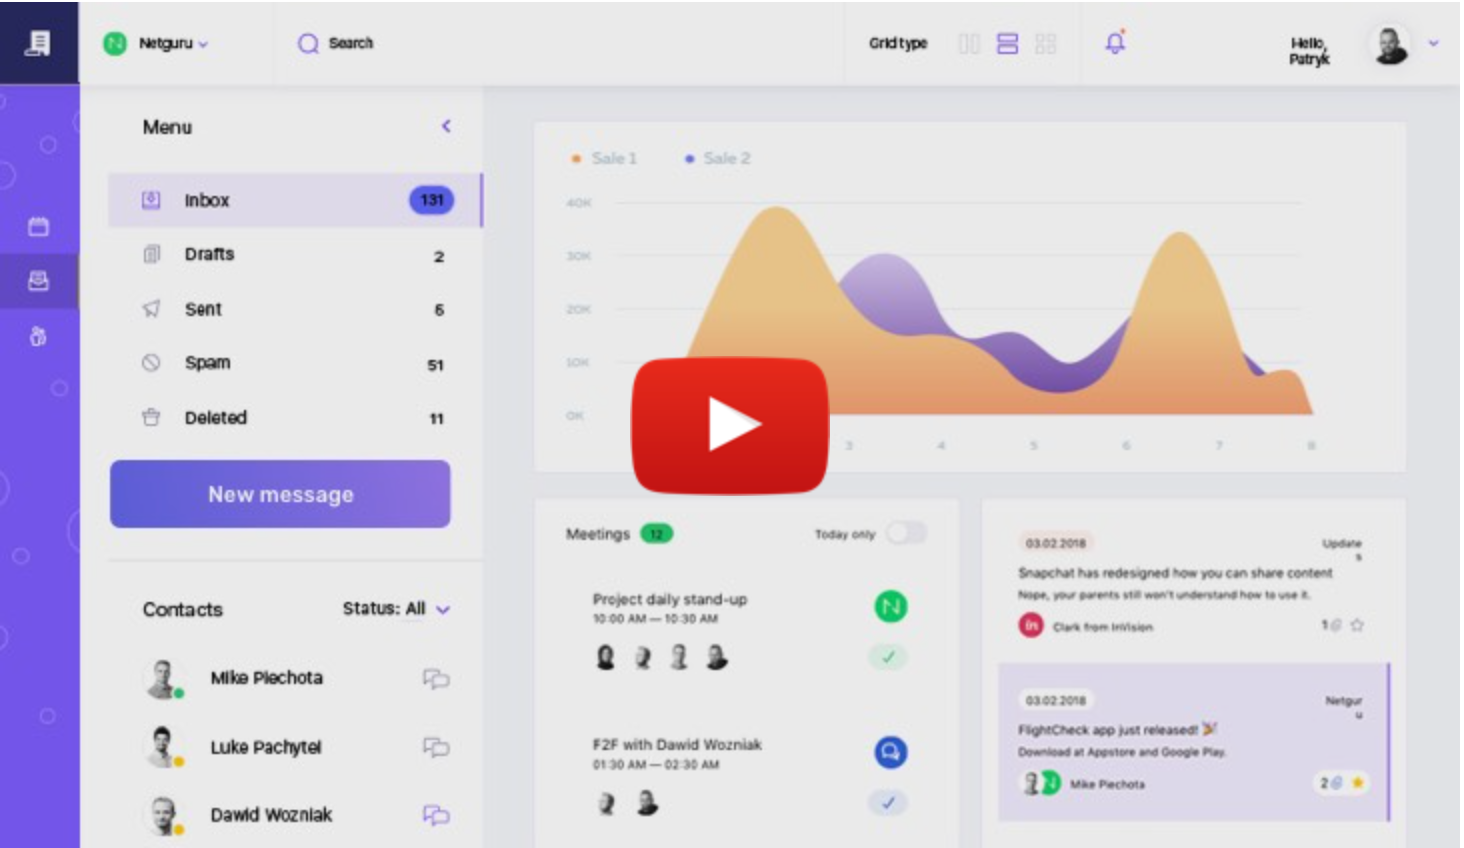 Netguru
Search
Grid type
Hello,
Patryk
Menu
Inbox 131
Drafts 2
Sent 6
Spam 51
Deleted 11
New message
Contacts Status: All
Mike Piechota
Luke Pachytel
Dawid Wozniak
Sale 1 Sale 2
40K
30K
20K
10K
0K
3 4 5 6 7 8
Meetings 12 Today only
Project daily stand-up
10:00 AM — 10:30 AM
F2F with Dawid Wozniak
01:30 AM — 02:30 AM
03.02.2018 Update
s
Snapchat has redesigned how you can share content
Nope, your parents still won't understand how to use it.
in Clark from InVision 1
03.02.2018 Netgur
u
FlightCheck app just released! 🎉
Download at Appstore and Google Play.
N Mike Piechota 2